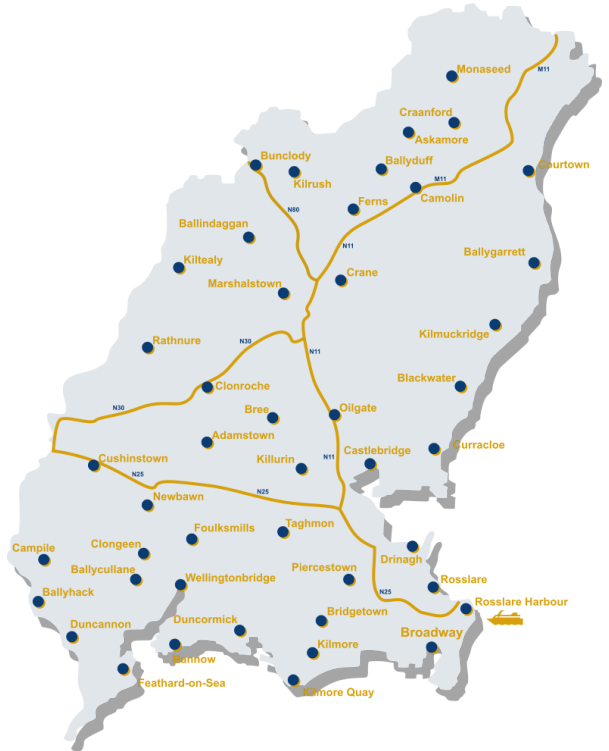 M11
Monaseed
Craanford
Askamore
Bunclody
Kilrush
Ballyduff
M11
Courtown
Camolin
N80
Ferns
Ballindaggan
N11
Kiltealy
Ballygarrett
Crane
Marshalstown
Kilmuckridge
Rathnure
N30
N11
Clonroche
Blackwater
N30
Bree
Oilgate
Adamstown
Castlebridge
Curracloe
Cushinstown
Killurin
N11
N25
N25
Newbawn
Foulksmills
Taghmon
Campile
Clongeen
Drinagh
Ballycullane
Wellingtonbridge
Piercestown
Rosslare
Ballyhack
N25
Rosslare Harbour
Duncannon
Duncormick
Bridgetown
Broadway
Kilmore
Bannow
Feathard-on-Sea
Kilmore Quay